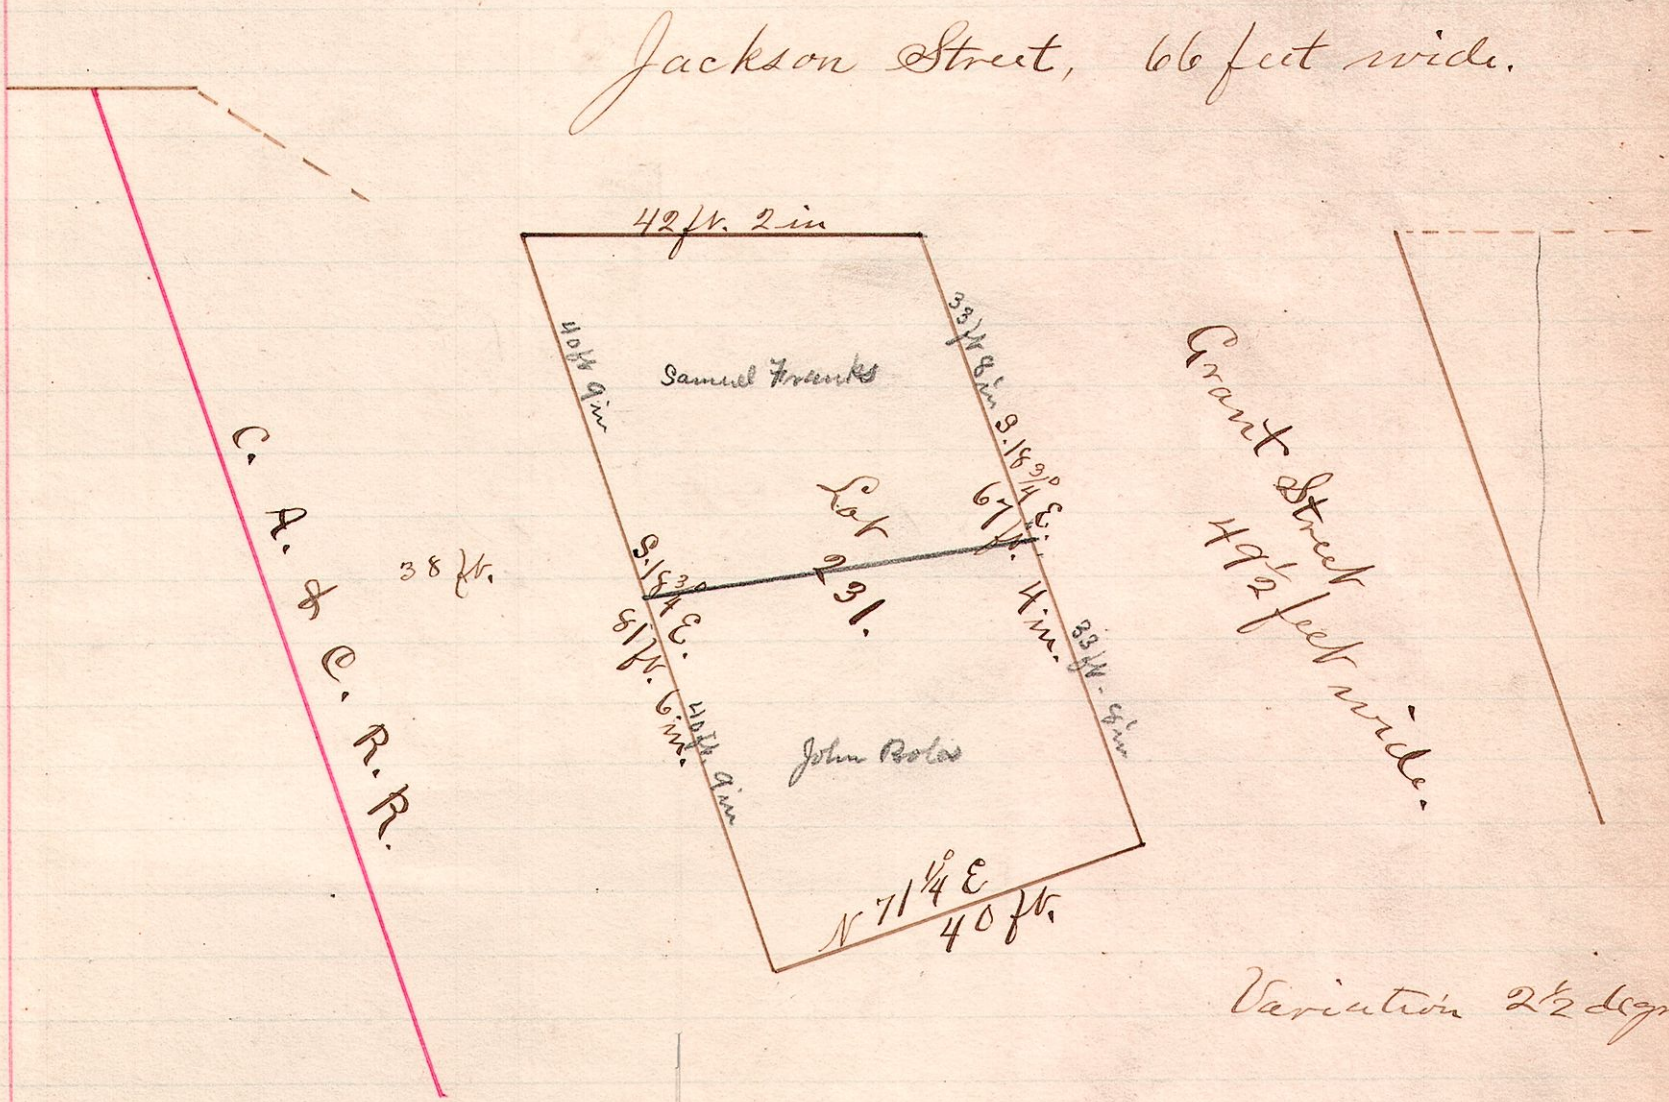 Jackson Street, 66 feet wide.
42 ft. 2 in
40 ft 9 in
Samuel Franks
33 ft 8 in
S. 18 3/4° E.
67 ft. 4 in.
Lot 231.
S. 18 3/4° E.
81 ft. 6 in.
40 ft 9 in
33 ft - 8 in
John Boles
N 71 1/4° E
40 ft.
C. A. & C. R. R.
38 ft.
Grant Street
49 1/2 feet wide.
Variation 2 1/2 degr